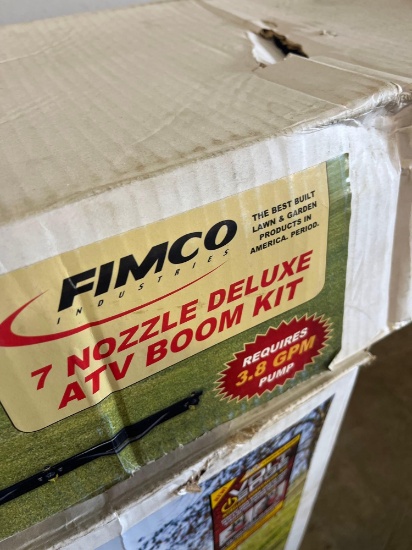 FIMCO
INDUSTRIES
THE BEST BUILT
LAWN & GARDEN
PRODUCTS IN
AMERICA. PERIOD.
7 NOZZLE DELUXE
ATV BOOM KIT
REQUIRES
3.8 GPM
PUMP